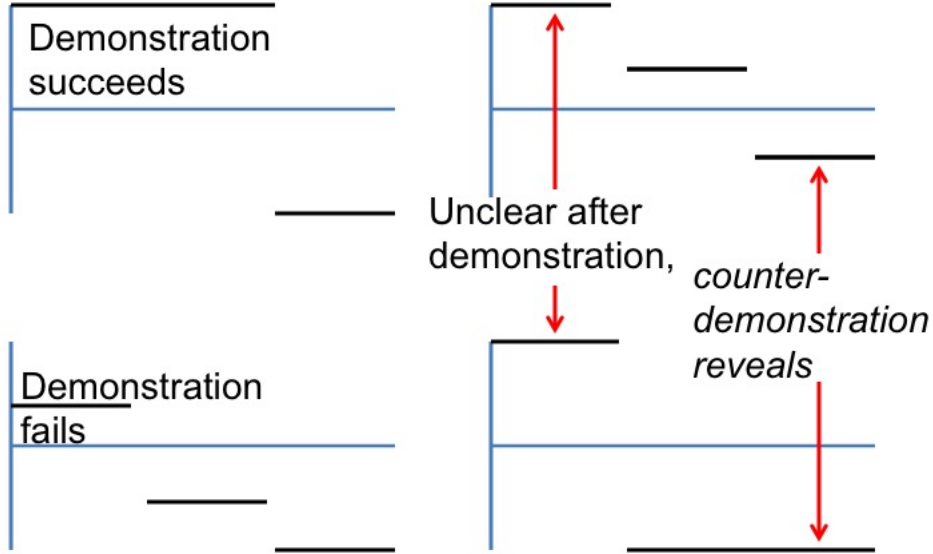 Demonstration
succeeds
Unclear after
demonstration,
counter-
demonstration
reveals
Demonstration
fails